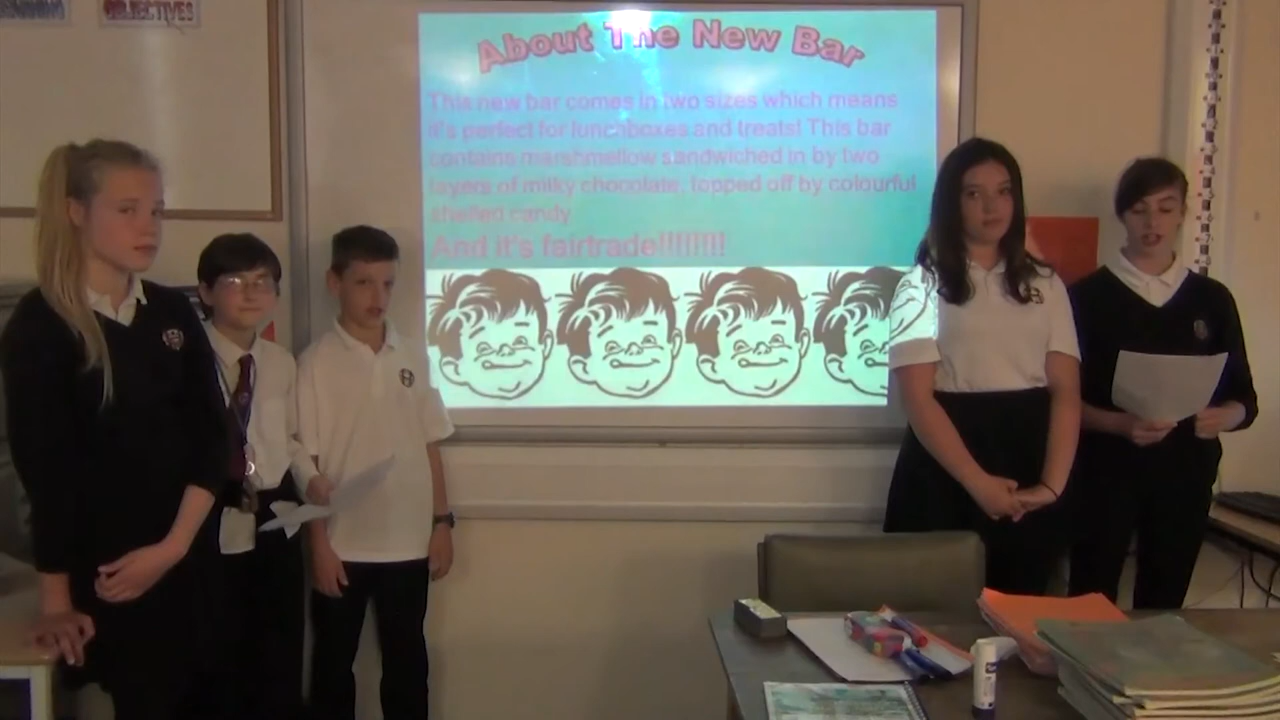 OBJECTIVES
About The New Bar
This new bar comes in two sizes which means
it's perfect for lunchboxes and treats! This bar
contains marshmellow sandwiched in by two
layers of milky chocolate, topped off by colourful
shelled candy
And it's fairtrade!!!!!!!!